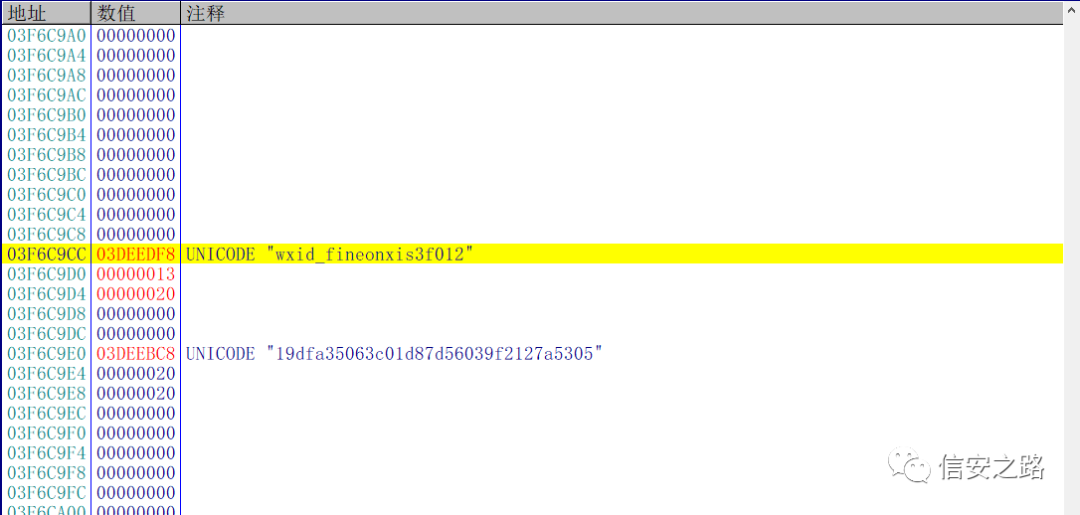 地址 数值 注释
03F6C9A0 00000000
03F6C9A4 00000000
03F6C9A8 00000000
03F6C9AC 00000000
03F6C9B0 00000000
03F6C9B4 00000000
03F6C9B8 00000000
03F6C9BC 00000000
03F6C9C0 00000000
03F6C9C4 00000000
03F6C9C8 00000000
03F6C9CC 03DEEDF8 UNICODE "wxid_fineonxis3f012"
03F6C9D0 00000013
03F6C9D4 00000020
03F6C9D8 00000000
03F6C9DC 00000000
03F6C9E0 03DEEBC8 UNICODE "19dfa35063c01d87d56039f2127a5305"
03F6C9E4 00000020
03F6C9E8 00000020
03F6C9EC 00000000
03F6C9F0 00000000
03F6C9F4 00000000
03F6C9F8 00000000
03F6C9FC 00000000
03F6CA00 00000000
信安之路